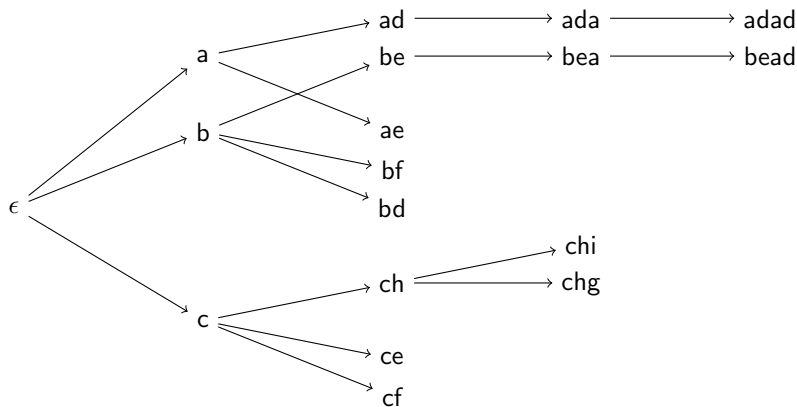 ad ada adad
a be bea bead
b ae
bf
ϵ bd
chi
ch chg
c
ce
cf